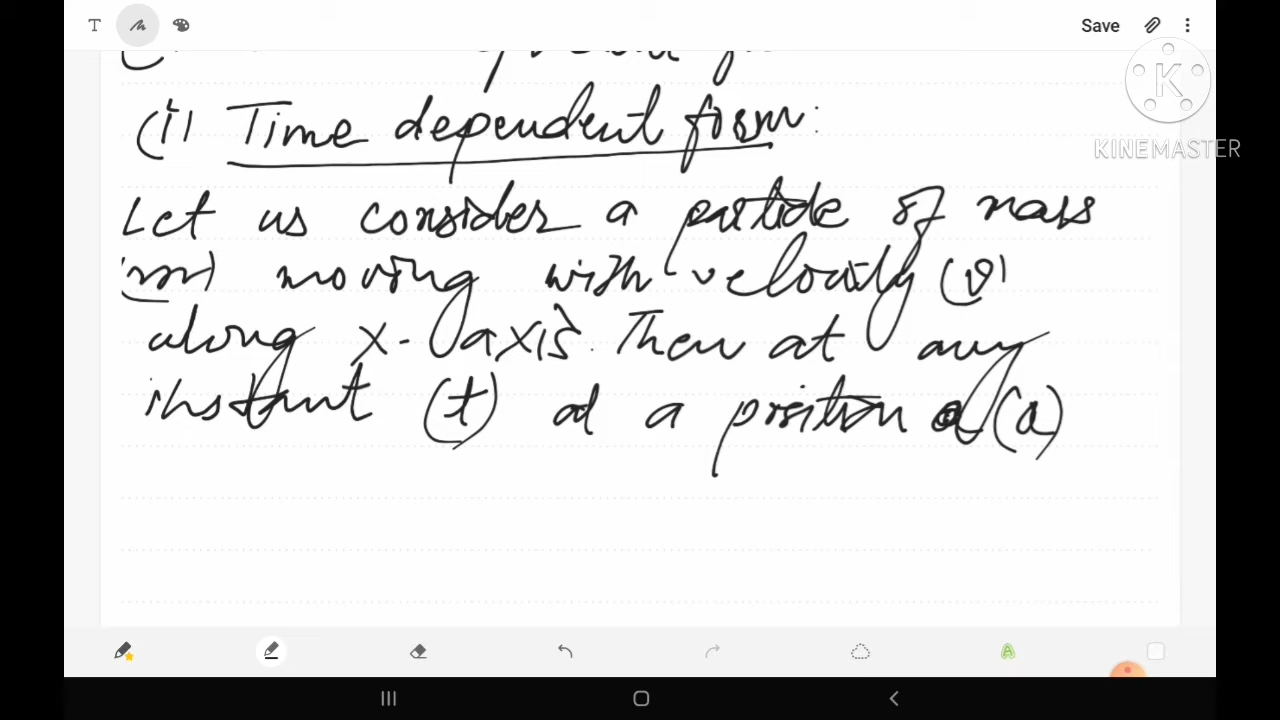 Save
K
KINEMASTER
(i) Time dependent form:
Let us consider a particle of mass
(m) moving with velocity (v)
along x-axis. Then at any
instant (t) at a position